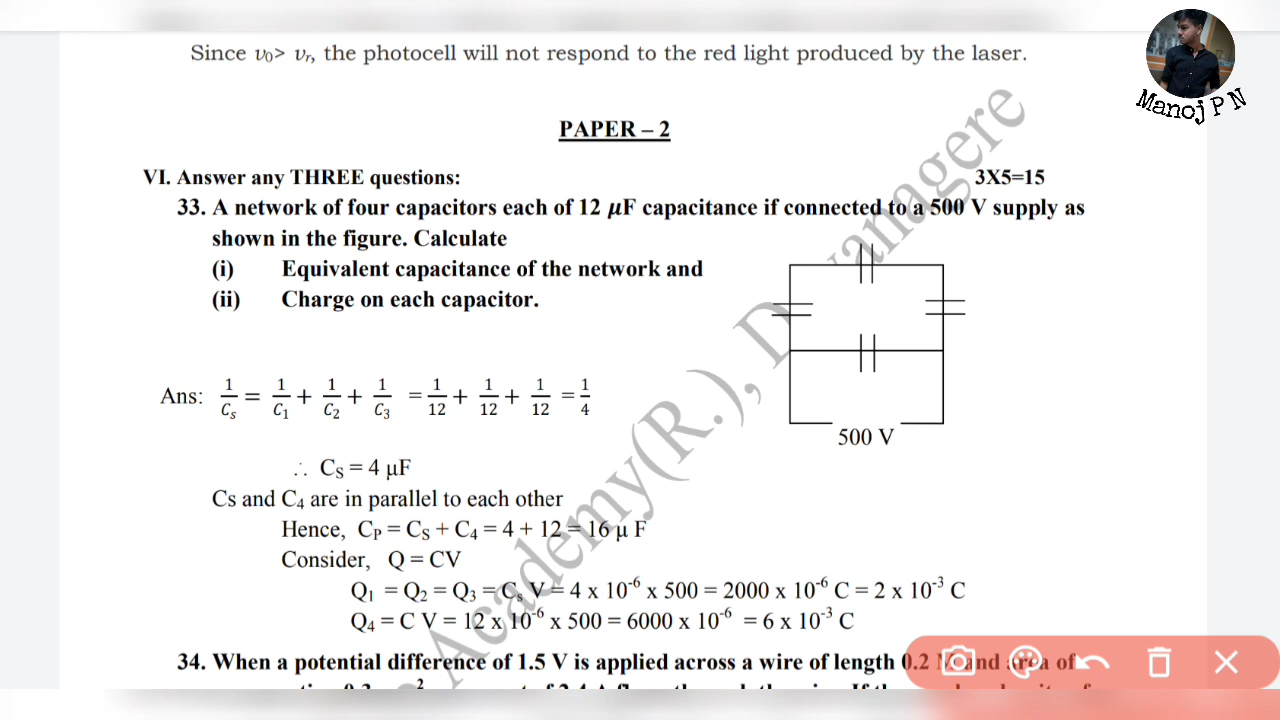 Since υ₀> υᵣ, the photocell will not respond to the red light produced by the laser.
Manoj P N
PAPER – 2
VI. Answer any THREE questions: 3X5=15
33. A network of four capacitors each of 12 μF capacitance if connected to a 500 V supply as
shown in the figure. Calculate
(i) Equivalent capacitance of the network and
(ii) Charge on each capacitor.
Ans: 1/Cₛ = 1/C₁ + 1/C₂ + 1/C₃ = 1/12 + 1/12 + 1/12 = 1/4
500 V
∴ Cₛ = 4 μF
Cs and C₄ are in parallel to each other
Hence, Cₚ = Cₛ + C₄ = 4 + 12 = 16 μ F
Consider, Q = CV
Q₁ = Q₂ = Q₃ = Cₛ V = 4 x 10⁻⁶ x 500 = 2000 x 10⁻⁶ C = 2 x 10⁻³ C
Q₄ = C V = 12 x 10⁻⁶ x 500 = 6000 x 10⁻⁶ = 6 x 10⁻³ C
34. When a potential difference of 1.5 V is applied across a wire of length 0.2 and area of
Academy(R.),